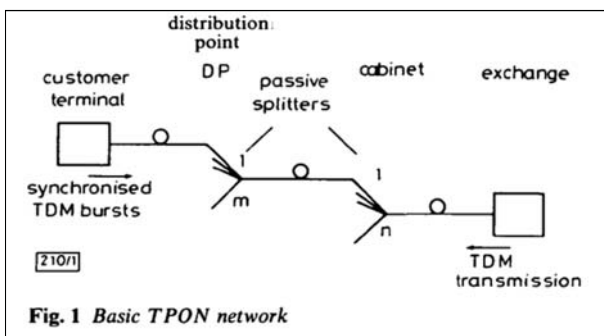 distribution
point
DP
customer
terminal
passive
splitters
cabinet
exchange
1
m
1
n
synchronised
TDM bursts
TDM
transmission
210/1
Fig. 1 Basic TPON network